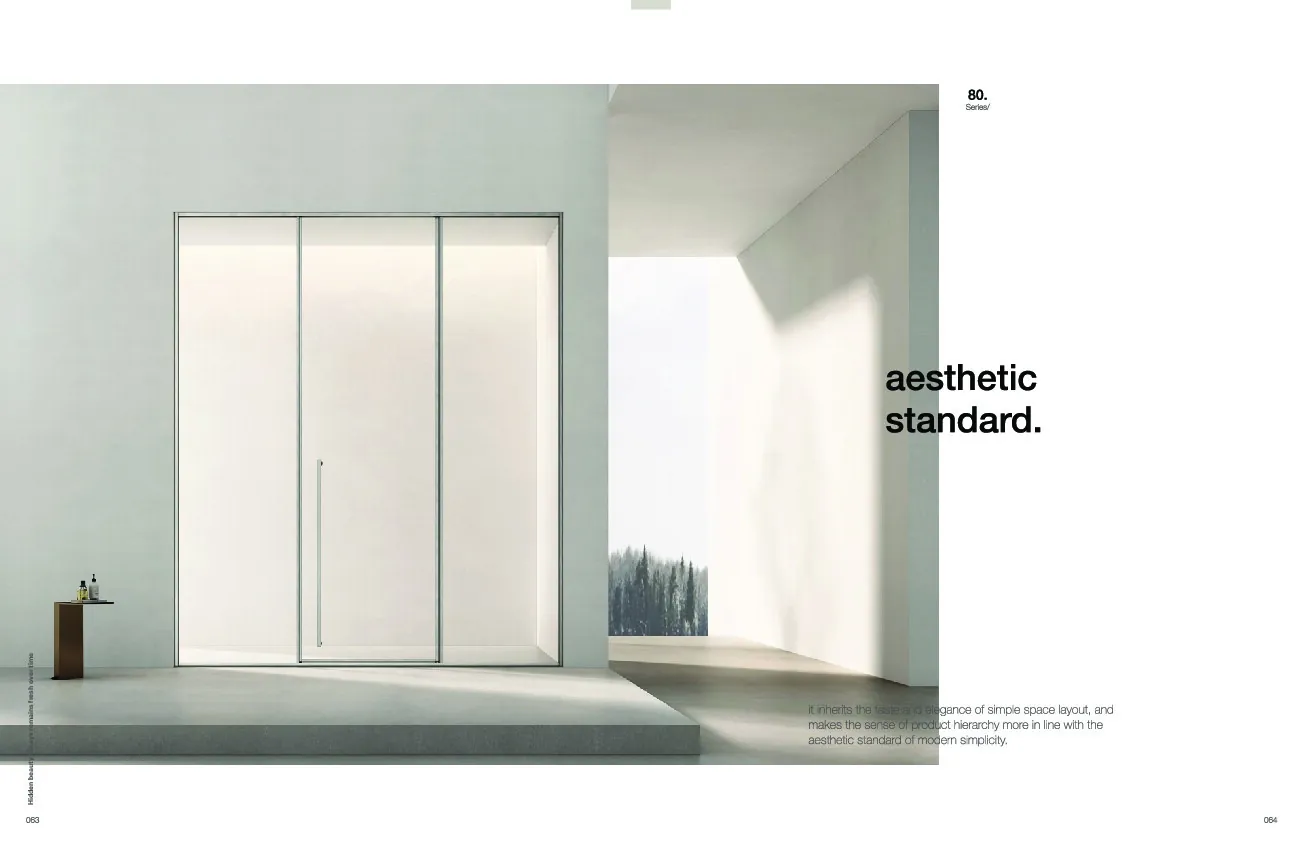 80.
Series/
aesthetic
standard.
it inherits the taste and elegance of simple space layout, and
makes the sense of product hierarchy more in line with the
aesthetic standard of modern simplicity.
Hidden beauty remains fresh over time
063
064